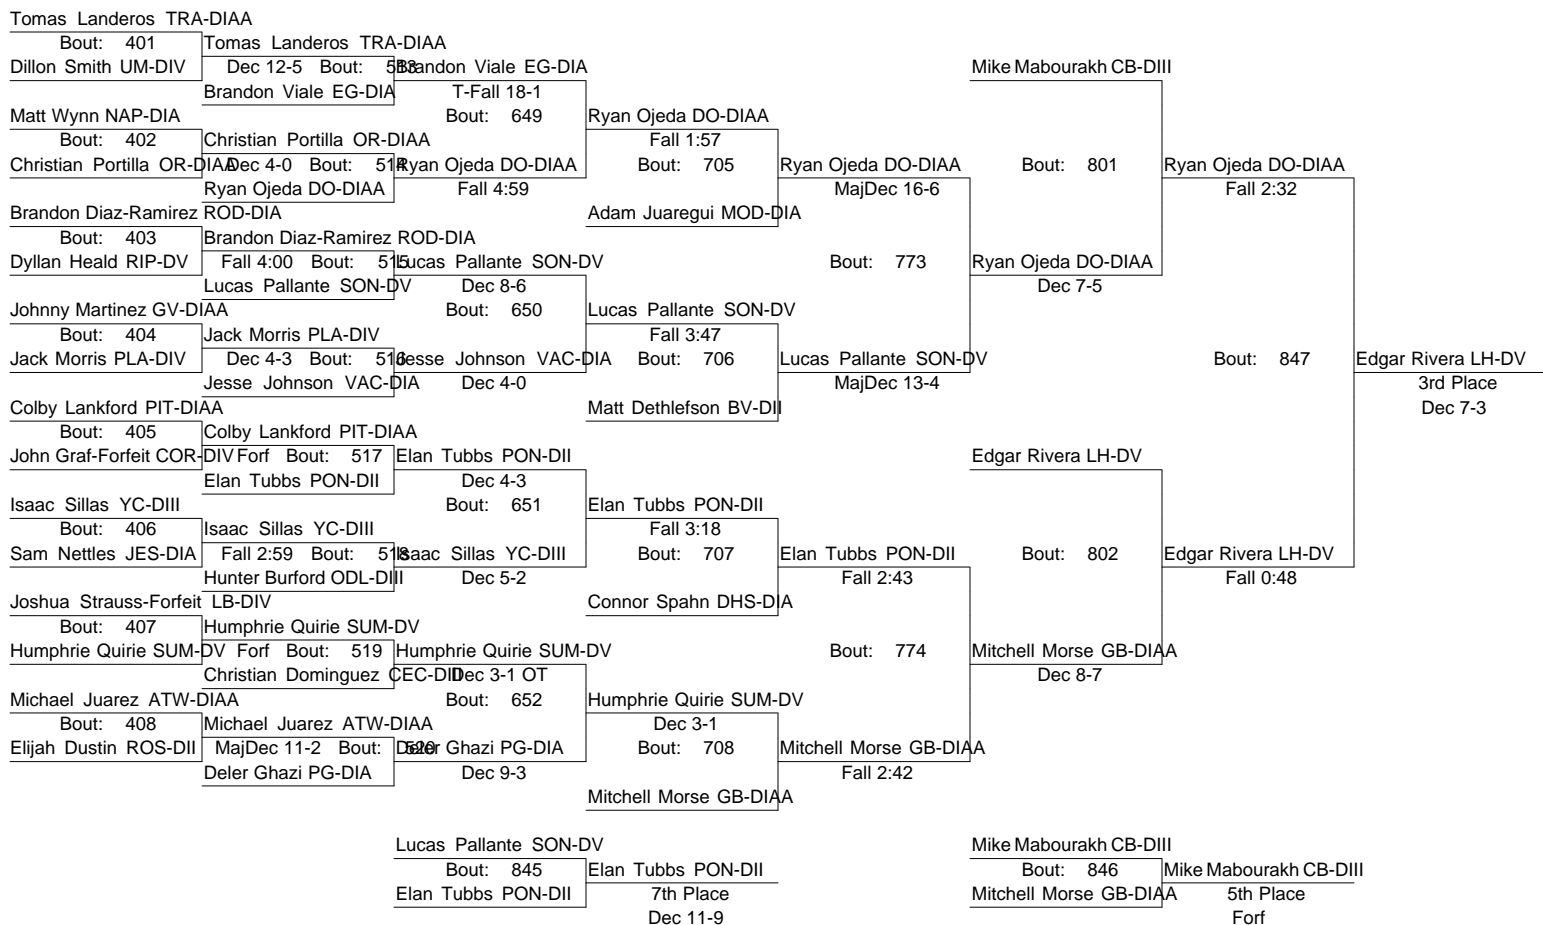 Tomas Landeros TRA-DIAA
Bout: 401
Tomas Landeros TRA-DIAA
Dillon Smith UM-DIV
Dec 12-5 Bout: 513
Brandon Viale EG-DIA
Mike Mabourakh CB-DIII
Brandon Viale EG-DIA
T-Fall 18-1
Matt Wynn NAP-DIA
Bout: 649
Ryan Ojeda DO-DIAA
Bout: 402
Christian Portilla OR-DIAA
Fall 1:57
Christian Portilla OR-DIAA
Dec 4-0 Bout: 514
Ryan Ojeda DO-DIAA
Bout: 705
Ryan Ojeda DO-DIAA
Bout: 801
Ryan Ojeda DO-DIAA
Ryan Ojeda DO-DIAA
Fall 4:59
MajDec 16-6
Fall 2:32
Brandon Diaz-Ramirez ROD-DIA
Adam Juaregui MOD-DIA
Bout: 403
Brandon Diaz-Ramirez ROD-DIA
Dyllan Heald RIP-DV
Fall 4:00 Bout: 515
Lucas Pallante SON-DV
Bout: 773
Ryan Ojeda DO-DIAA
Lucas Pallante SON-DV
Dec 8-6
Dec 7-5
Johnny Martinez GV-DIAA
Bout: 650
Lucas Pallante SON-DV
Bout: 404
Jack Morris PLA-DIV
Fall 3:47
Jack Morris PLA-DIV
Dec 4-3 Bout: 516
Jesse Johnson VAC-DIA
Bout: 706
Lucas Pallante SON-DV
Bout: 847
Edgar Rivera LH-DV
Jesse Johnson VAC-DIA
Dec 4-0
MajDec 13-4
3rd Place
Colby Lankford PIT-DIAA
Matt Dethlefson BV-DII
Dec 7-3
Bout: 405
Colby Lankford PIT-DIAA
John Graf-Forfeit COR-DIV
Forf Bout: 517
Elan Tubbs PON-DII
Edgar Rivera LH-DV
Elan Tubbs PON-DII
Dec 4-3
Isaac Sillas YC-DIII
Bout: 651
Elan Tubbs PON-DII
Bout: 406
Isaac Sillas YC-DIII
Fall 3:18
Sam Nettles JES-DIA
Fall 2:59 Bout: 518
Isaac Sillas YC-DIII
Bout: 707
Elan Tubbs PON-DII
Bout: 802
Edgar Rivera LH-DV
Hunter Burford ODL-DIII
Dec 5-2
Fall 2:43
Fall 0:48
Joshua Strauss-Forfeit LB-DIV
Connor Spahn DHS-DIA
Bout: 407
Humphrie Quirie SUM-DV
Humphrie Quirie SUM-DV
Forf Bout: 519
Humphrie Quirie SUM-DV
Bout: 774
Mitchell Morse GB-DIAA
Christian Dominguez CEC-DIII
Dec 3-1 OT
Dec 8-7
Michael Juarez ATW-DIAA
Bout: 652
Humphrie Quirie SUM-DV
Bout: 408
Michael Juarez ATW-DIAA
Dec 3-1
Elijah Dustin ROS-DII
MajDec 11-2 Bout: 520
Deler Ghazi PG-DIA
Bout: 708
Mitchell Morse GB-DIAA
Deler Ghazi PG-DIA
Dec 9-3
Fall 2:42
Mitchell Morse GB-DIAA
Lucas Pallante SON-DV
Mike Mabourakh CB-DIII
Bout: 845
Elan Tubbs PON-DII
Bout: 846
Mike Mabourakh CB-DIII
Elan Tubbs PON-DII
7th Place
Mitchell Morse GB-DIAA
5th Place
Dec 11-9
Forf